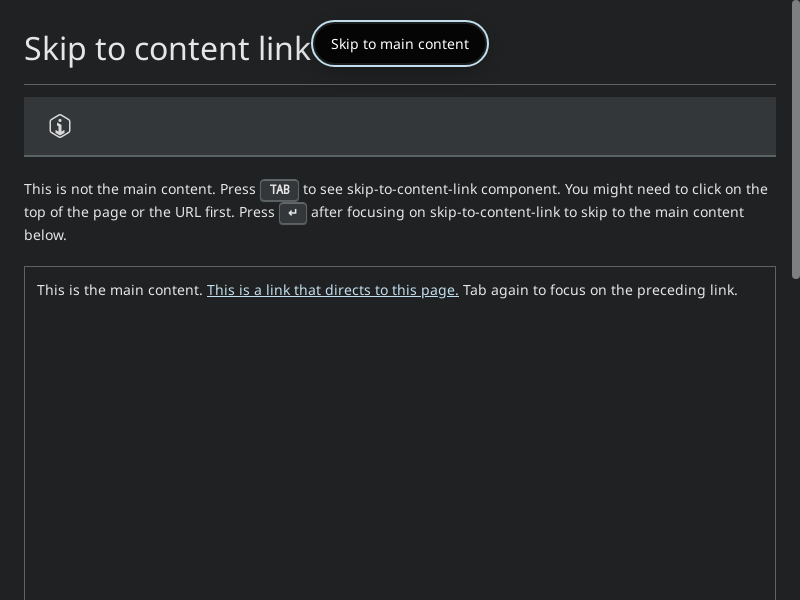 Skip to content link
Skip to main content
This is not the main content. Press TAB to see skip-to-content-link component. You might need to click on the
top of the page or the URL first. Press ↵ after focusing on skip-to-content-link to skip to the main content
below.
This is the main content. This is a link that directs to this page. Tab again to focus on the preceding link.